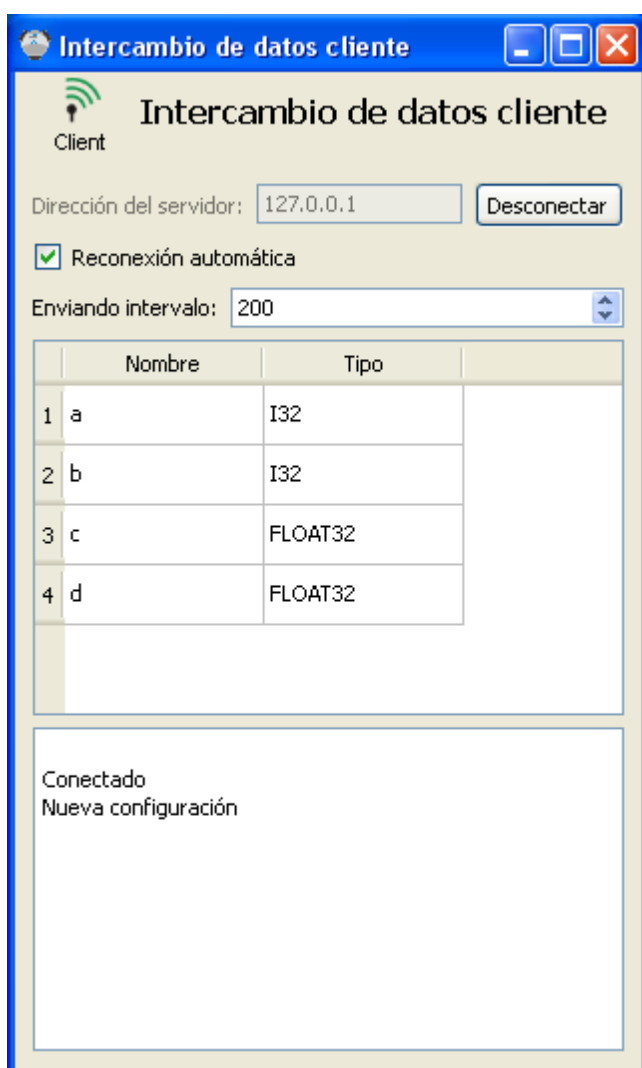 Intercambio de datos cliente
Intercambio de datos cliente
Client
Dirección del servidor: 127.0.0.1 Desconectar
Reconexión automática
Enviando intervalo: 200
Nombre Tipo
1 a I32
2 b I32
3 c FLOAT32
4 d FLOAT32
Conectado
Nueva configuración